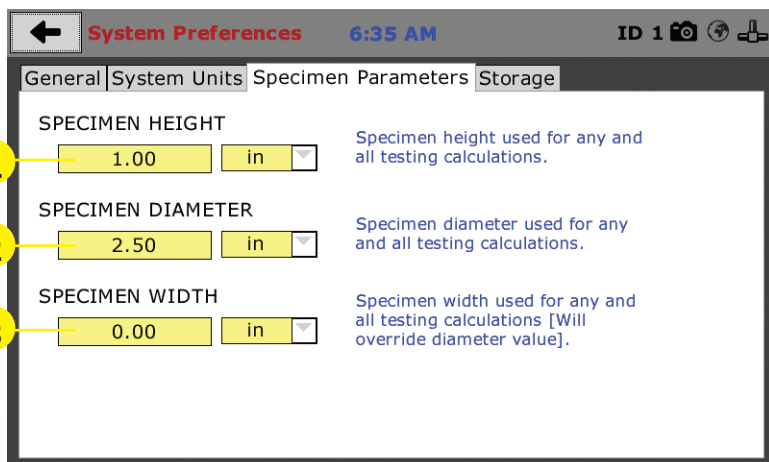 System Preferences 6:35 AM ID 1
General System Units Specimen Parameters Storage
SPECIMEN HEIGHT
1.00 in
Specimen height used for any and
all testing calculations.
SPECIMEN DIAMETER
2.50 in
Specimen diameter used for any
and all testing calculations.
SPECIMEN WIDTH
0.00 in
Specimen width used for any and
all testing calculations [Will
override diameter value].